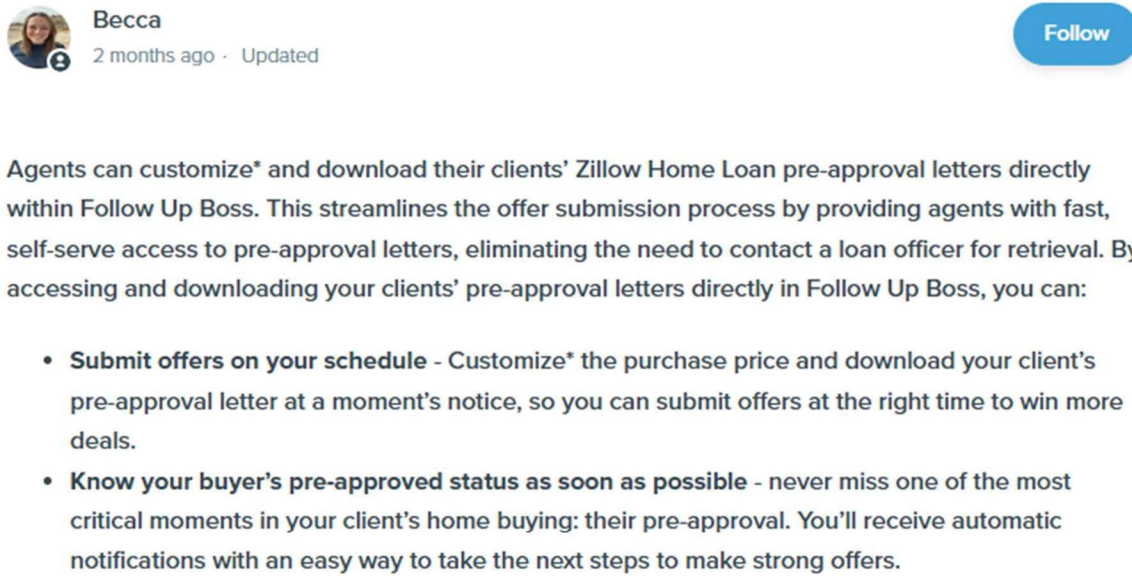 Becca
2 months ago · Updated
Follow
Agents can customize* and download their clients’ Zillow Home Loan pre-approval letters directly
within Follow Up Boss. This streamlines the offer submission process by providing agents with fast,
self-serve access to pre-approval letters, eliminating the need to contact a loan officer for retrieval. By
accessing and downloading your clients’ pre-approval letters directly in Follow Up Boss, you can:
• Submit offers on your schedule - Customize* the purchase price and download your client’s
pre-approval letter at a moment’s notice, so you can submit offers at the right time to win more
deals.
• Know your buyer’s pre-approved status as soon as possible - never miss one of the most
critical moments in your client’s home buying: their pre-approval. You’ll receive automatic
notifications with an easy way to take the next steps to make strong offers.